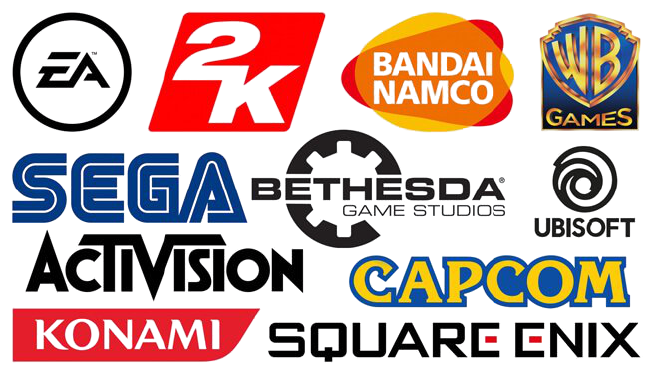 EA
2K
BANDAI
NAMCO
WB
GAMES
SEGA
BETHESDA®
GAME STUDIOS
UBISOFT
ACTIVISION
CAPCOM
KONAMI
SQUARE ENIX